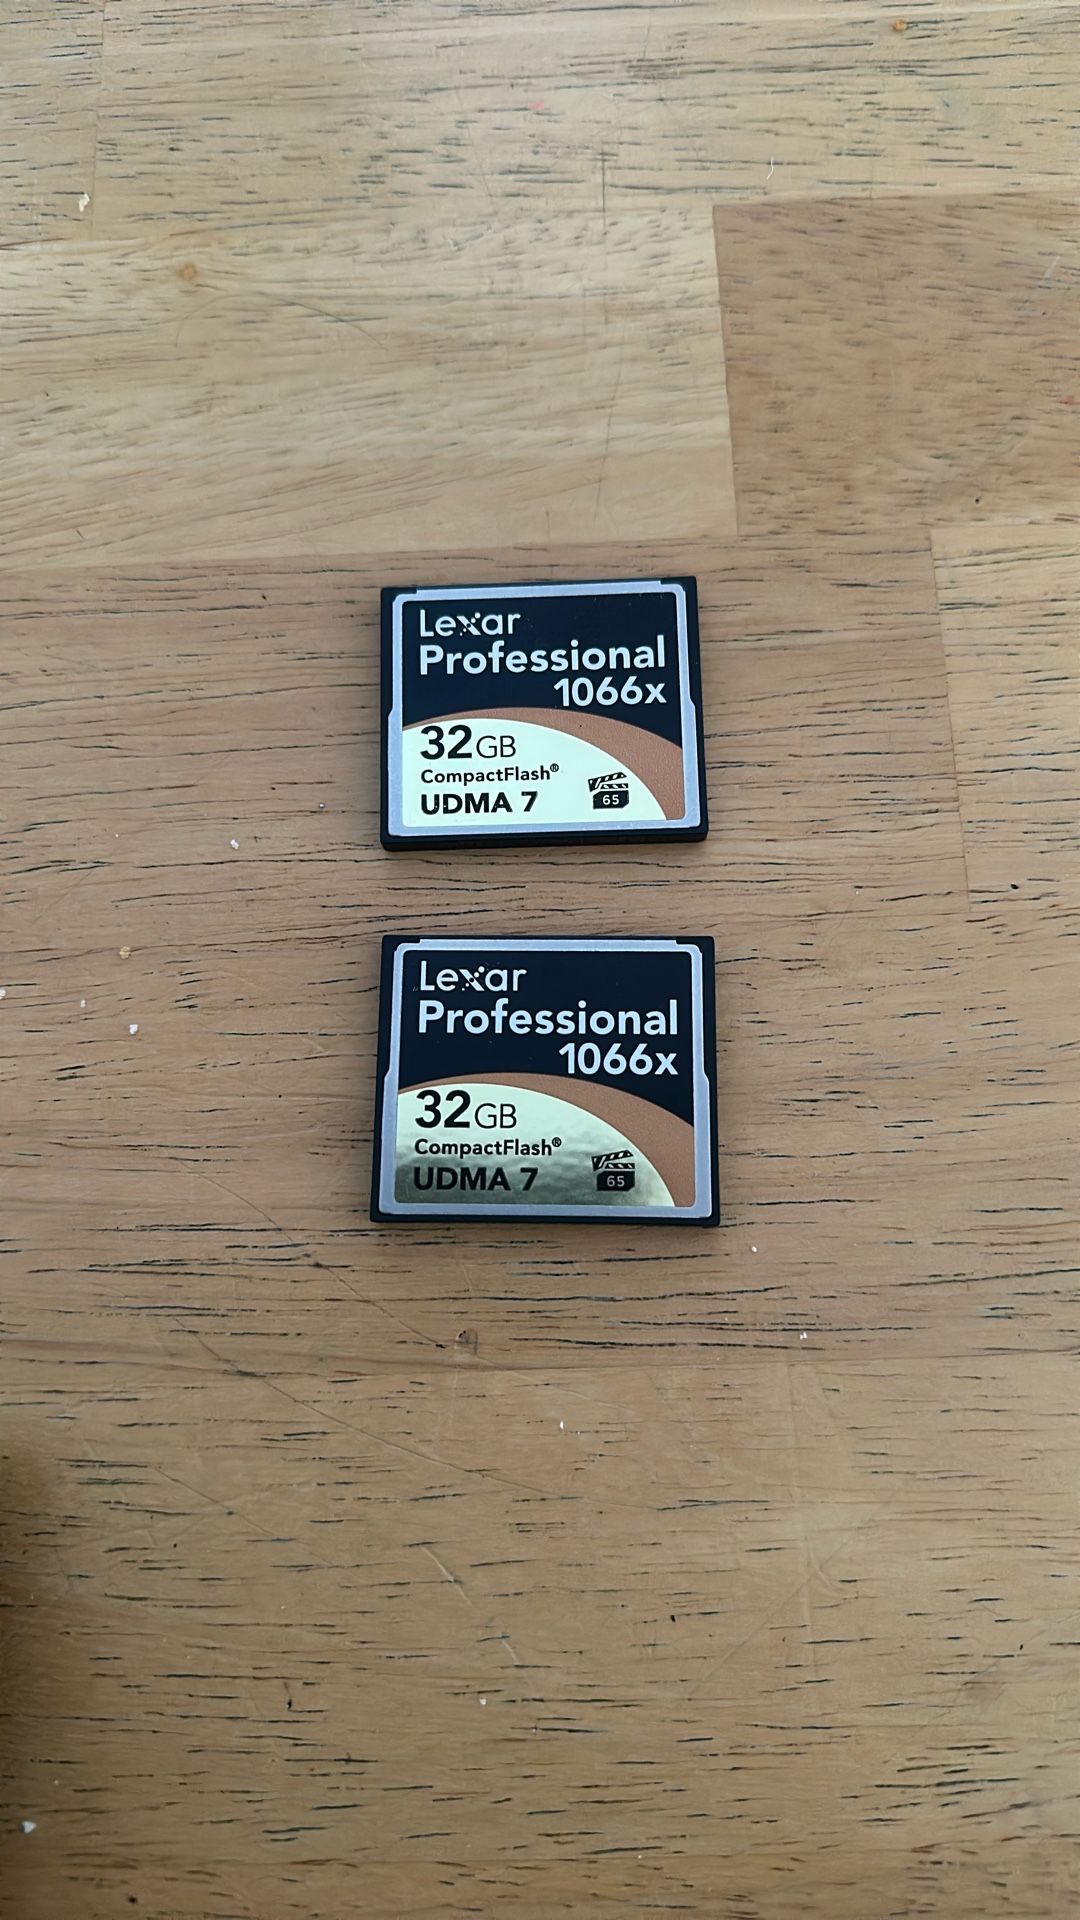 Lexar
Professional
1066x
32GB
CompactFlash®
UDMA 7
65
Lexar
Professional
1066x
32GB
CompactFlash®
UDMA 7
65